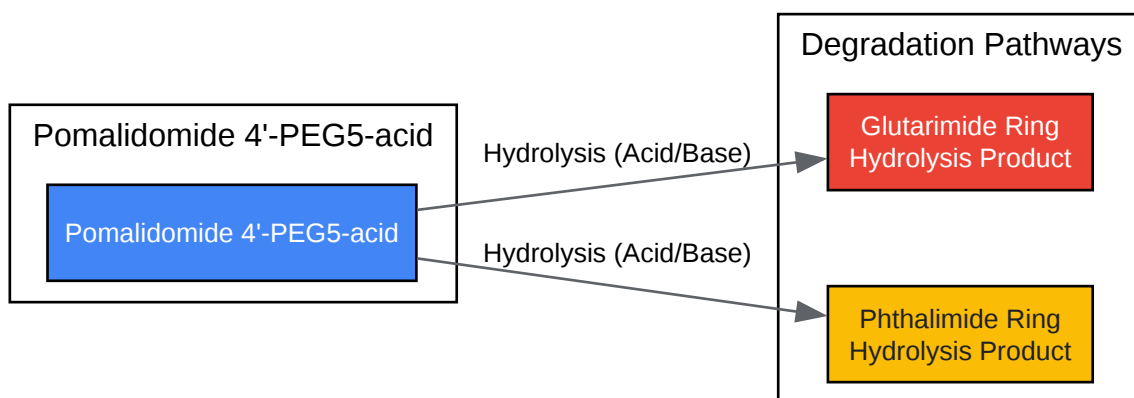 Degradation Pathways
Pomalidomide 4'-PEG5-acid
Pomalidomide 4'-PEG5-acid
Hydrolysis (Acid/Base)
Hydrolysis (Acid/Base)
Glutarimide Ring
Hydrolysis Product
Phthalimide Ring
Hydrolysis Product